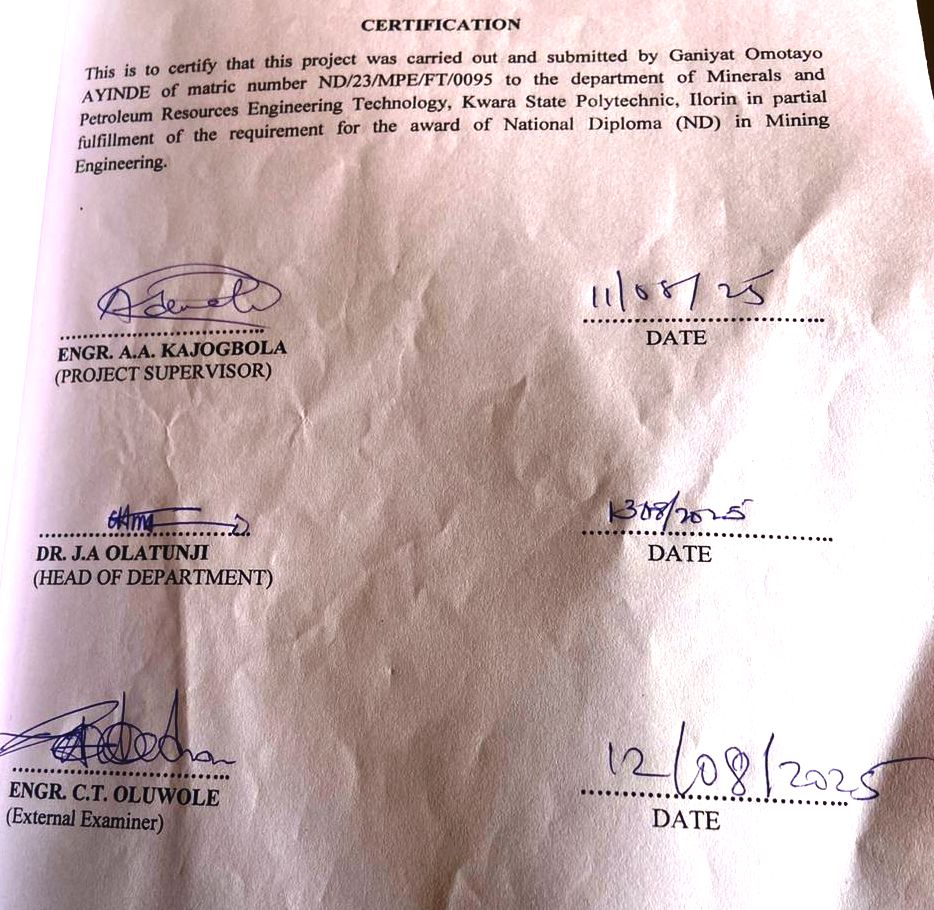 CERTIFICATION
This is to certify that this project was carried out and submitted by Ganiyat Omotayo
AYINDE of matric number ND/23/MPE/FT/0095 to the department of Minerals and
Petroleum Resources Engineering Technology, Kwara State Polytechnic, Ilorin in partial
fulfillment of the requirement for the award of National Diploma (ND) in Mining
Engineering.
11/08/25
ENGR. A.A. KAJOGBOLA
DATE
(PROJECT SUPERVISOR)
1308/2025
DR. J.A OLATUNJI
DATE
(HEAD OF DEPARTMENT)
12/08/2025
ENGR. C.T. OLUWOLE
DATE
(External Examiner)